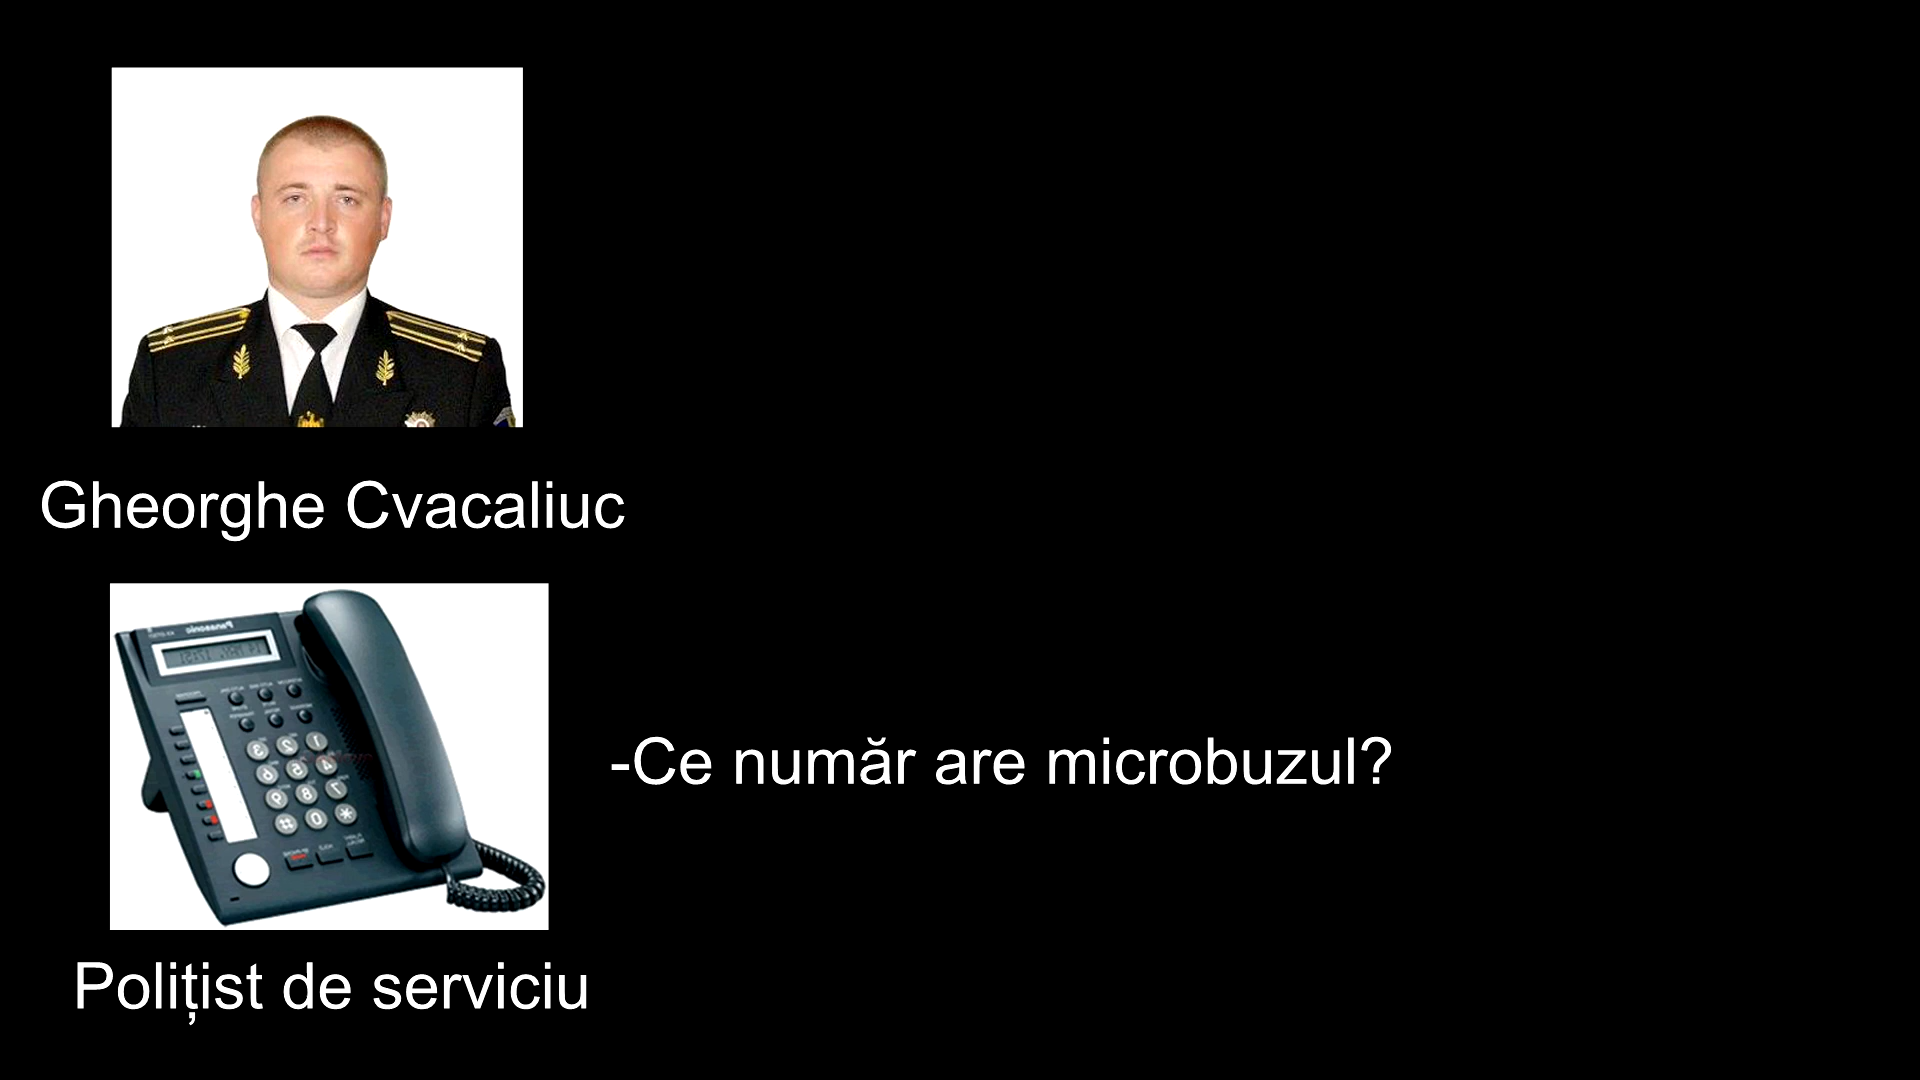 Gheorghe Cvacaliuc
-Ce număr are microbuzul?
Polițist de serviciu